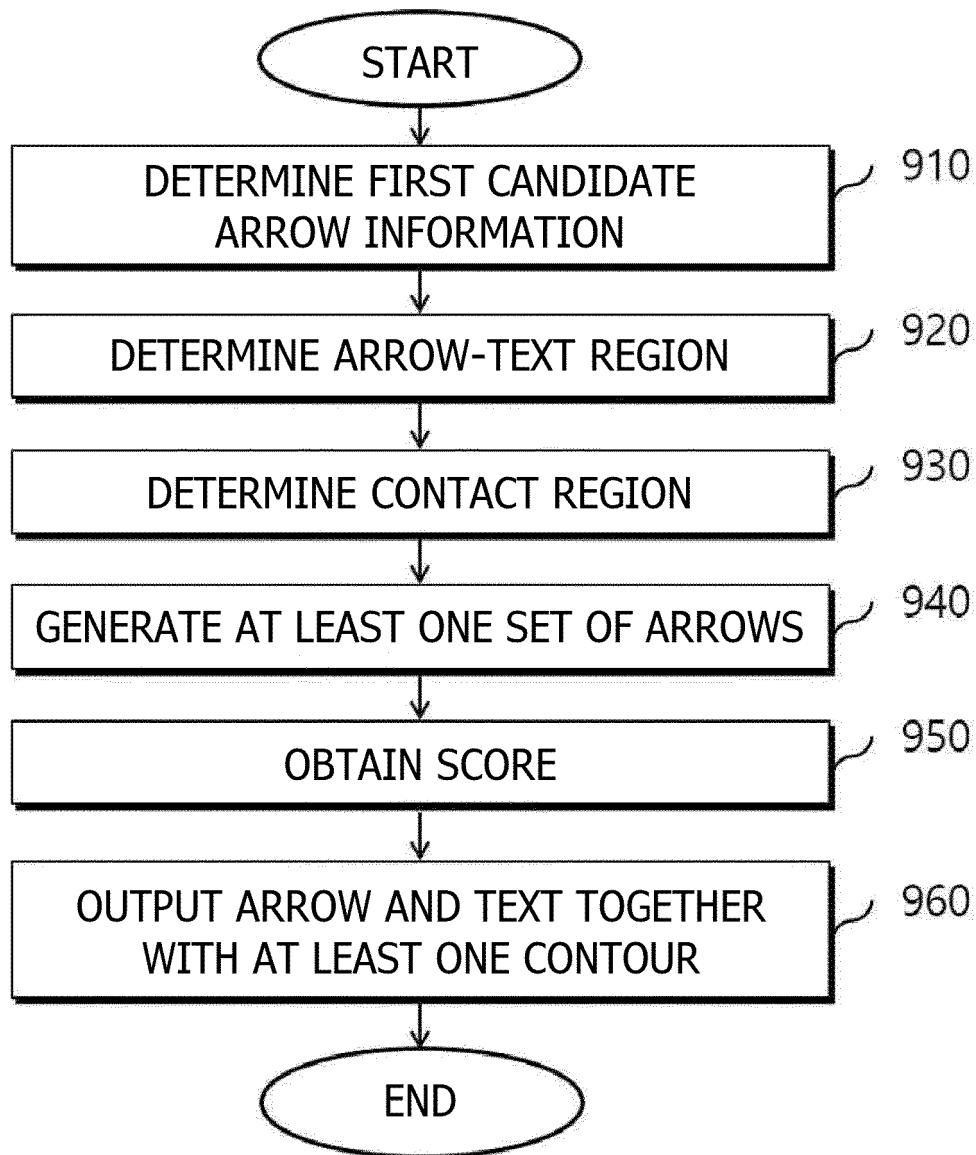 START
DETERMINE FIRST CANDIDATE
ARROW INFORMATION
910
DETERMINE ARROW-TEXT REGION
920
DETERMINE CONTACT REGION
930
GENERATE AT LEAST ONE SET OF ARROWS
940
OBTAIN SCORE
950
OUTPUT ARROW AND TEXT TOGETHER
WITH AT LEAST ONE CONTOUR
960
END